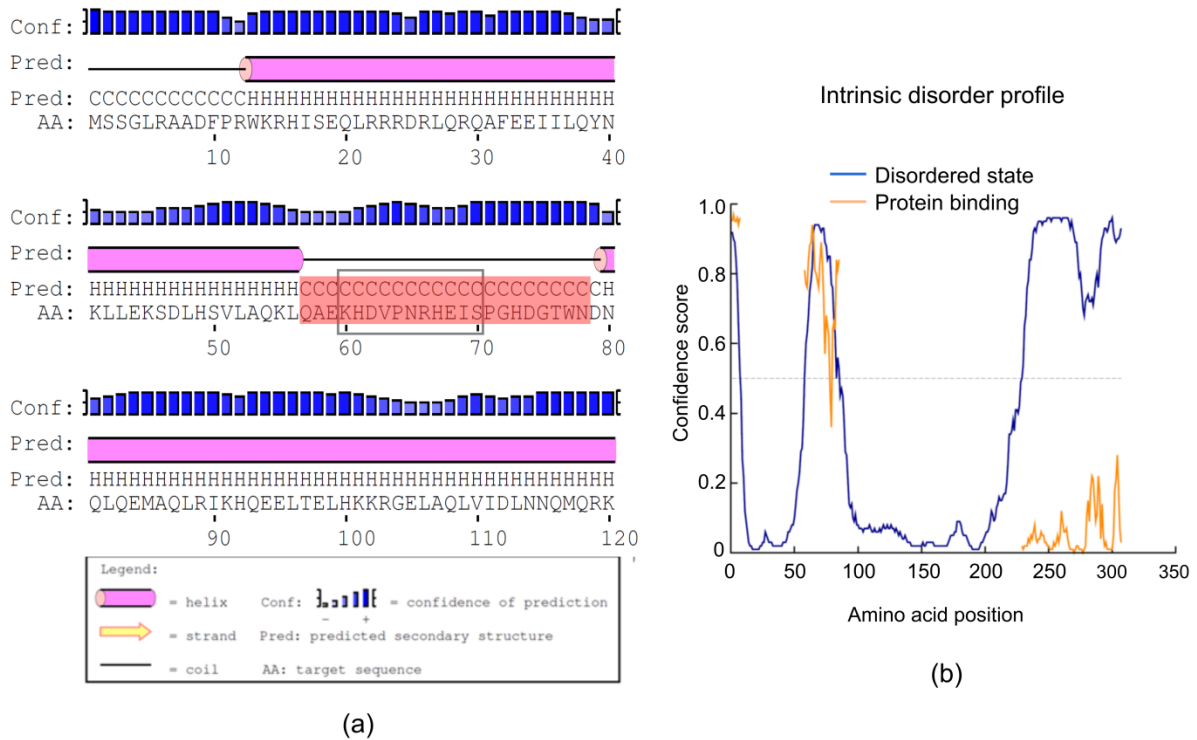 Conf:
Pred:
Pred: CCCCCCCCCCCCHHHHHHHHHHHHHHHHHHHHHHHHHHHH
AA: MSSGLRAADFPRWKRHISEQLRRRDRLQRQAFEEIILQYN
10 20 30 40
Conf:
Pred:
Pred: HHHHHHHHHHHHHHHHCCCCCCCCCCCCCCCCCCCCCCCH
AA: KLLEKSDLHSVLAQKLQAEKHDVPNRHEISPGHDGTWNDN
50 60 70 80
Conf:
Pred:
Pred: HHHHHHHHHHHHHHHHHHHHHHHHHHHHHHHHHHHHHHHH
AA: QLQEMAQLRIKHQEELTELHKKRGELAQLVIDLNNQMQRK
90 100 110 120
Legend:
= helix Conf: - + = confidence of prediction
= strand Pred: predicted secondary structure
= coil AA: target sequence
(a)
Intrinsic disorder profile
Disordered state
Protein binding
Confidence score
1.0
0.8
0.6
0.4
0.2
0
0 50 100 150 200 250 300 350
Amino acid position
(b)